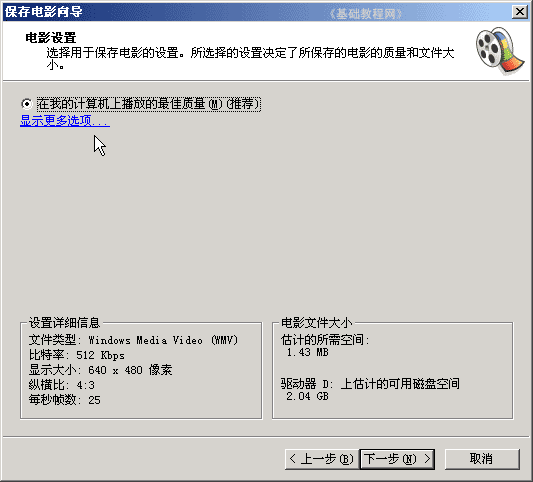 保存电影向导
《基础教程网》
电影设置
选择用于保存电影的设置。所选择的设置决定了所保存的电影的质量和文件大
小。
在我的计算机上播放的最佳质量(M)(推荐)
显示更多选项...
设置详细信息
文件类型: Windows Media Video (WMV)
比特率: 512 Kbps
显示大小: 640 x 480 像素
纵横比: 4:3
每秒帧数: 25
电影文件大小
估计的所需空间:
1.43 MB
驱动器 D: 上估计的可用磁盘空间
2.04 GB
< 上一步(B)
下一步(N) >
取消